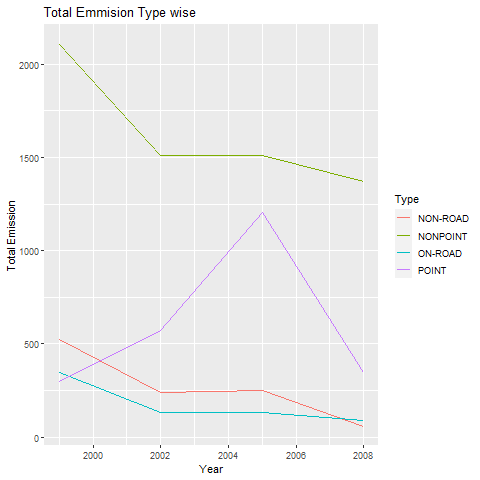 Total Emmision Type wise
2000
1500
1000
500
0
Total Emission
2000
2002
2004
2006
2008
Year
Type
NON-ROAD
NONPOINT
ON-ROAD
POINT